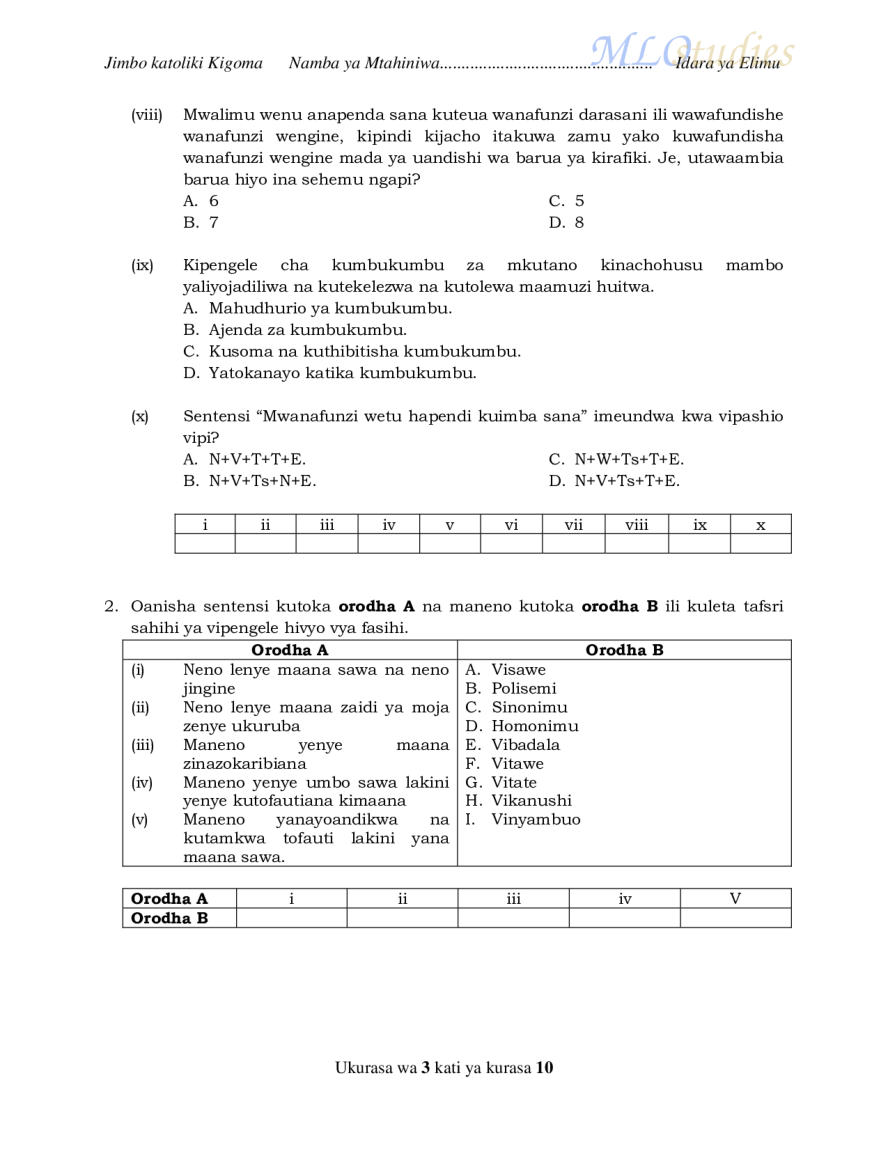 MLOstudies
Jimbo katoliki Kigoma Namba ya Mtahiniwa................................................. Idara ya Elimu
(viii) Mwalimu wenu anapenda sana kuteua wanafunzi darasani ili wawafundishe
wanafunzi wengine, kipindi kijacho itakuwa zamu yako kuwafundisha
wanafunzi wengine mada ya uandishi wa barua ya kirafiki. Je, utawaambia
barua hiyo ina sehemu ngapi?
A. 6 C. 5
B. 7 D. 8
(ix) Kipengele cha kumbukumbu za mkutano kinachohusu mambo
yaliyojadiliwa na kutekelezwa na kutolewa maamuzi huitwa.
A. Mahudhurio ya kumbukumbu.
B. Ajenda za kumbukumbu.
C. Kusoma na kuthibitisha kumbukumbu.
D. Yatokanayo katika kumbukumbu.
(x) Sentensi “Mwanafunzi wetu hapendi kuimba sana” imeundwa kwa vipashio
vipi?
A. N+V+T+T+E. C. N+W+Ts+T+E.
B. N+V+Ts+N+E. D. N+V+Ts+T+E.
i ii iii iv v vi vii viii ix x
2. Oanisha sentensi kutoka orodha A na maneno kutoka orodha B ili kuleta tafsri
sahihi ya vipengele hivyo vya fasihi.
Orodha A Orodha B
(i) Neno lenye maana sawa na neno A. Visawe
jingine B. Polisemi
(ii) Neno lenye maana zaidi ya moja C. Sinonimu
zenye ukuruba D. Homonimu
(iii) Maneno yenye maana E. Vibadala
zinazokaribiana F. Vitawe
(iv) Maneno yenye umbo sawa lakini G. Vitate
yenye kutofautiana kimaana H. Vikanushi
(v) Maneno yanayoandikwa na I. Vinyambuo
kutamkwa tofauti lakini yana
maana sawa.
Orodha A i ii iii iv V
Orodha B
Ukurasa wa 3 kati ya kurasa 10